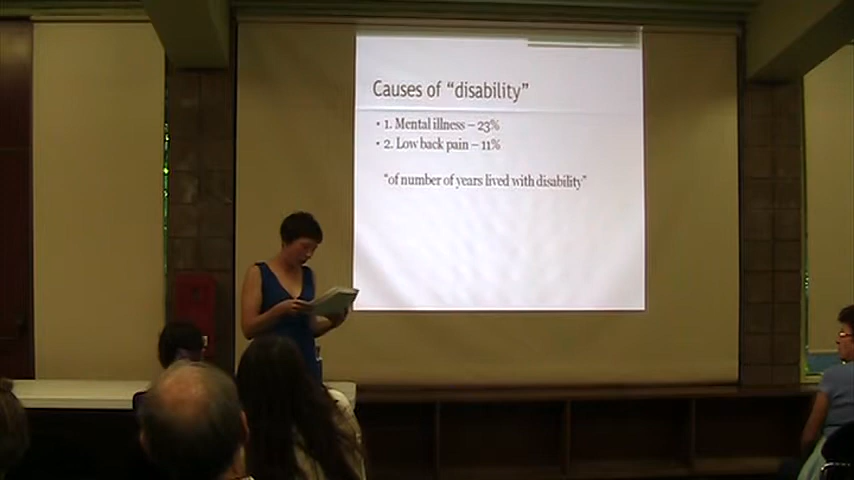 Causes of “disability”
• 1. Mental illness – 23%
• 2. Low back pain – 11%
“of number of years lived with disability”